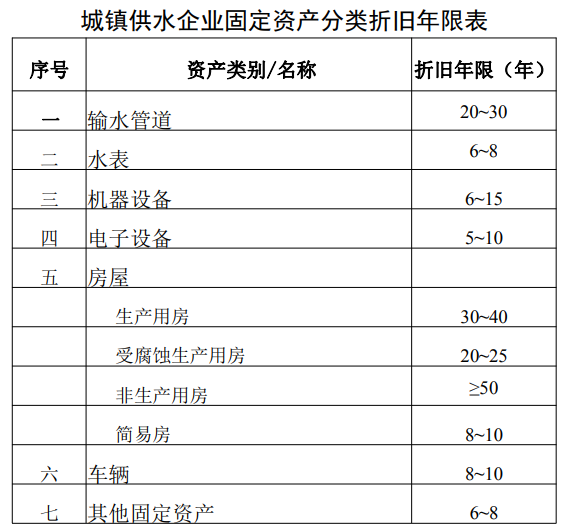 城镇供水企业固定资产分类折旧年限表
序号 资产类别/名称 折旧年限（年）
一 输水管道 20~30
二 水表 6~8
三 机器设备 6~15
四 电子设备 5~10
五 房屋
生产用房 30~40
受腐蚀生产用房 20~25
非生产用房 ≥50
简易房 8~10
六 车辆 8~10
七 其他固定资产 6~8